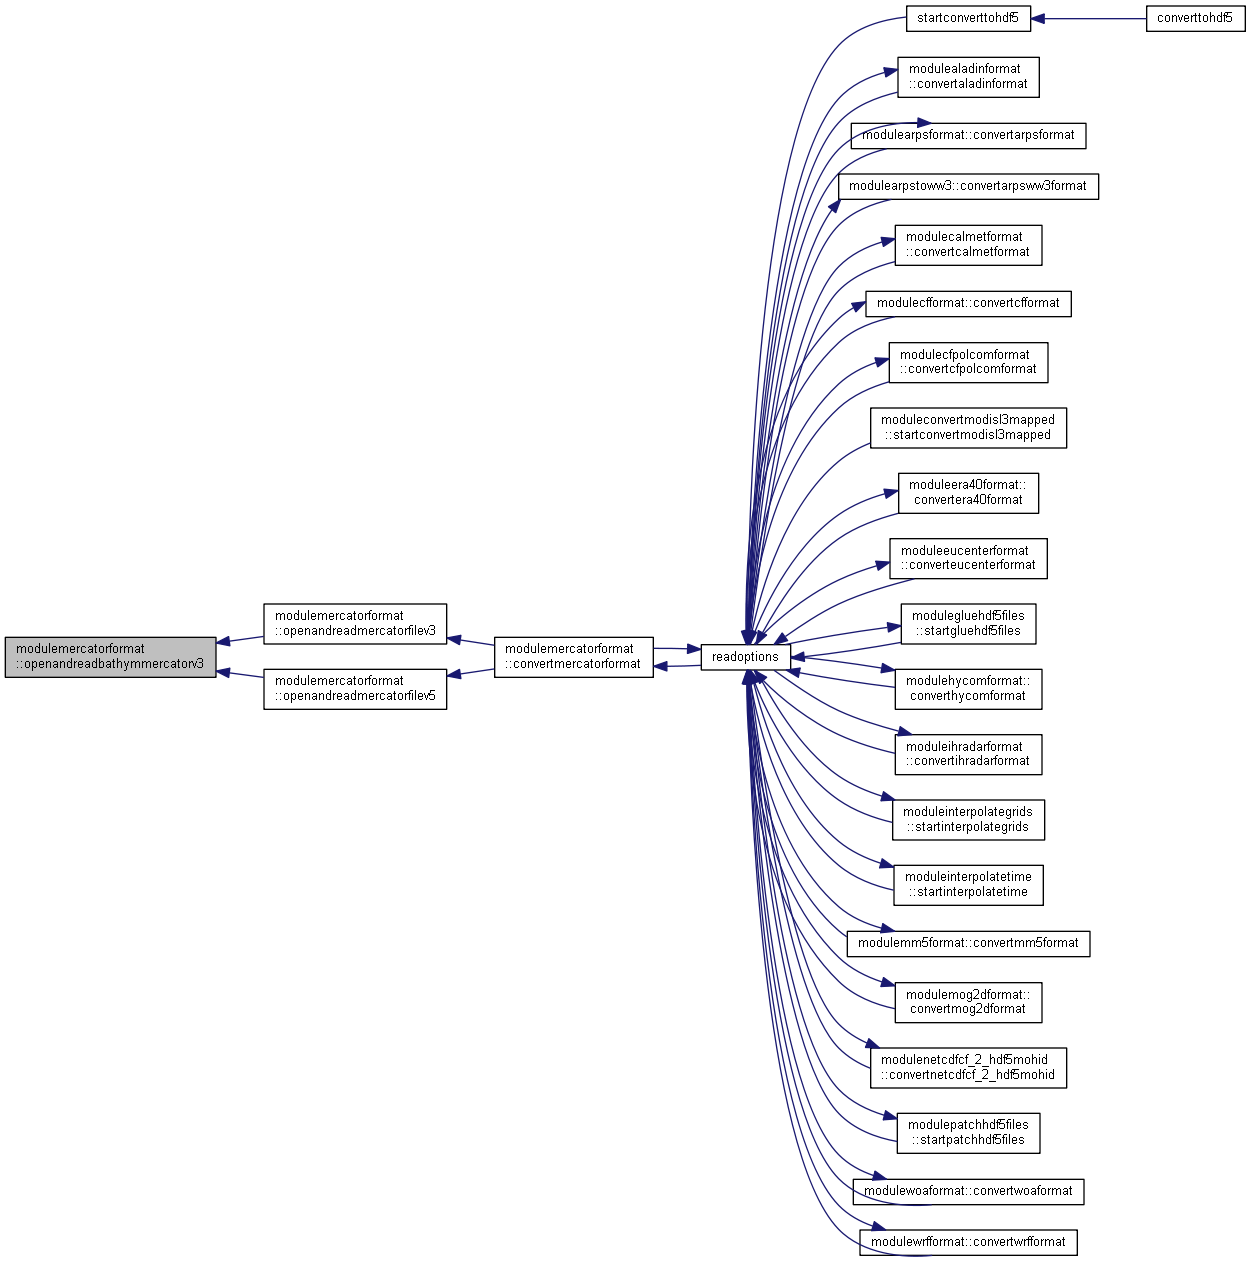 startconverttohdf5
converttohdf5
modulealadinformat
::convertaladinformat
modulearpsformat::convertarpsformat
modulearpstoww3::convertarpsww3format
modulecalmetformat
::convertcalmetformat
modulecfformat::convertcfformat
modulecfpolcomformat
::convertcfpolcomformat
moduleconvertmodisl3mapped
::startconvertmodisl3mapped
moduleera40format::
convertera40format
moduleeucenterformat
::converteucenterformat
modulemercatorformat
::openandreadbathymmercatorv3
modulemercatorformat
::openandreadmercatorfilev3
modulemercatorformat
::openandreadmercatorfilev5
modulemercatorformat
::convertmercatorformat
readoptions
modulegluehdf5files
::startgluehdf5files
modulehycomformat::
converthycomformat
moduleihradarformat
::convertihradarformat
moduleinterpolategrids
::startinterpolategrids
moduleinterpolatetime
::startinterpolatetime
modulemm5format::convertmm5format
modulemog2dformat::
convertmog2dformat
modulenetcdfcf_2_hdf5mohid
::convertnetcdfcf_2_hdf5mohid
modulepatchhdf5files
::startpatchhdf5files
modulewoaformat::convertwoaformat
modulewrfformat::convertwrfformat